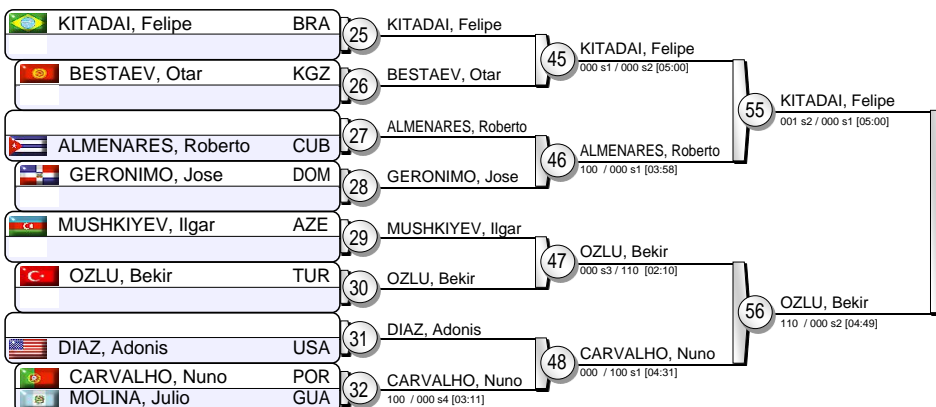 KITADAI, Felipe BRA
BESTAEV, Otar KGZ
ALMENARES, Roberto CUB
GERONIMO, Jose DOM
MUSHKIYEV, Ilgar AZE
OZLU, Bekir TUR
DIAZ, Adonis USA
CARVALHO, Nuno POR
MOLINA, Julio GUA
25 KITADAI, Felipe
26 BESTAEV, Otar
27 ALMENARES, Roberto
28 GERONIMO, Jose
29 MUSHKIYEV, Ilgar
30 OZLU, Bekir
31 DIAZ, Adonis
32 CARVALHO, Nuno
100 / 000 s4 [03:11]
45 KITADAI, Felipe
000 s1 / 000 s2 [05:00]
46 ALMENARES, Roberto
100 / 000 s1 [03:58]
47 OZLU, Bekir
000 s3 / 110 [02:10]
48 CARVALHO, Nuno
000 / 100 s1 [04:31]
55 KITADAI, Felipe
001 s2 / 000 s1 [05:00]
56 OZLU, Bekir
110 / 000 s2 [04:49]